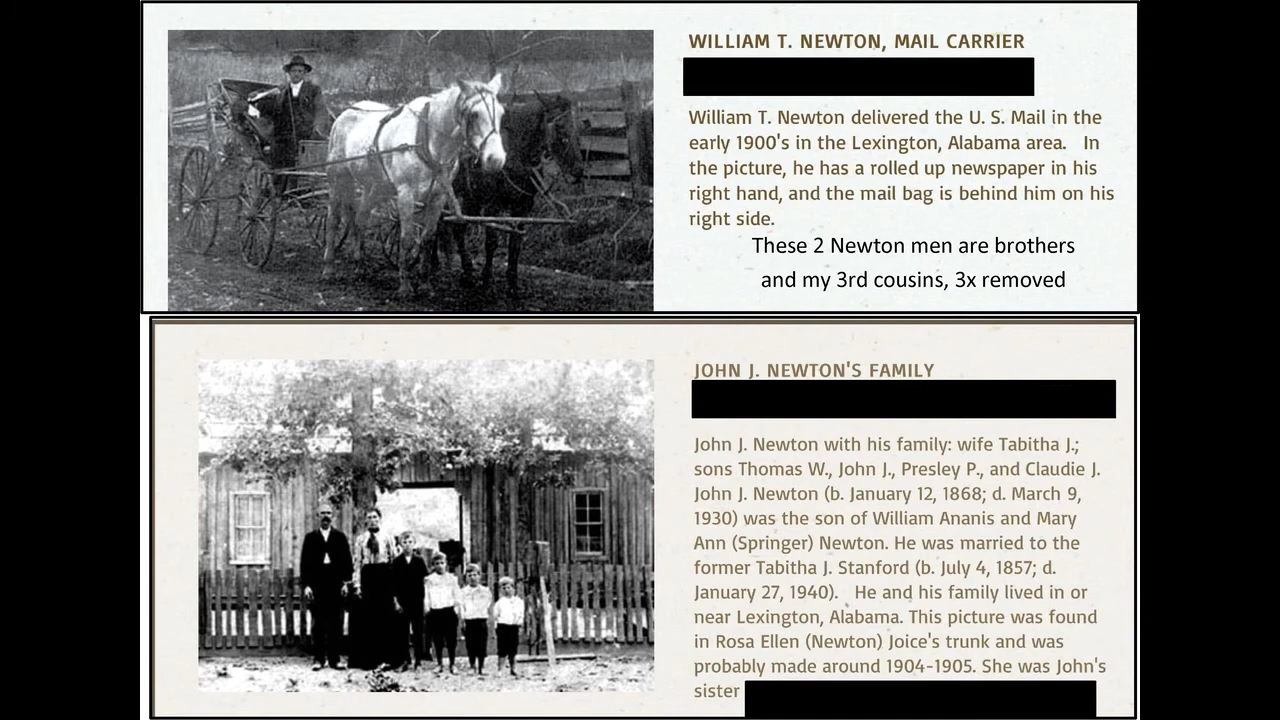 WILLIAM T. NEWTON, MAIL CARRIER
William T. Newton delivered the U. S. Mail in the
early 1900's in the Lexington, Alabama area. In
the picture, he has a rolled up newspaper in his
right hand, and the mail bag is behind him on his
right side.
These 2 Newton men are brothers
and my 3rd cousins, 3x removed
JOHN J. NEWTON'S FAMILY
John J. Newton with his family: wife Tabitha J.;
sons Thomas W., John J., Presley P., and Claudie J.
John J. Newton (b. January 12, 1868; d. March 9,
1930) was the son of William Ananis and Mary
Ann (Springer) Newton. He was married to the
former Tabitha J. Stanford (b. July 4, 1857; d.
January 27, 1940). He and his family lived in or
near Lexington, Alabama. This picture was found
in Rosa Ellen (Newton) Joice's trunk and was
probably made around 1904-1905. She was John's
sister